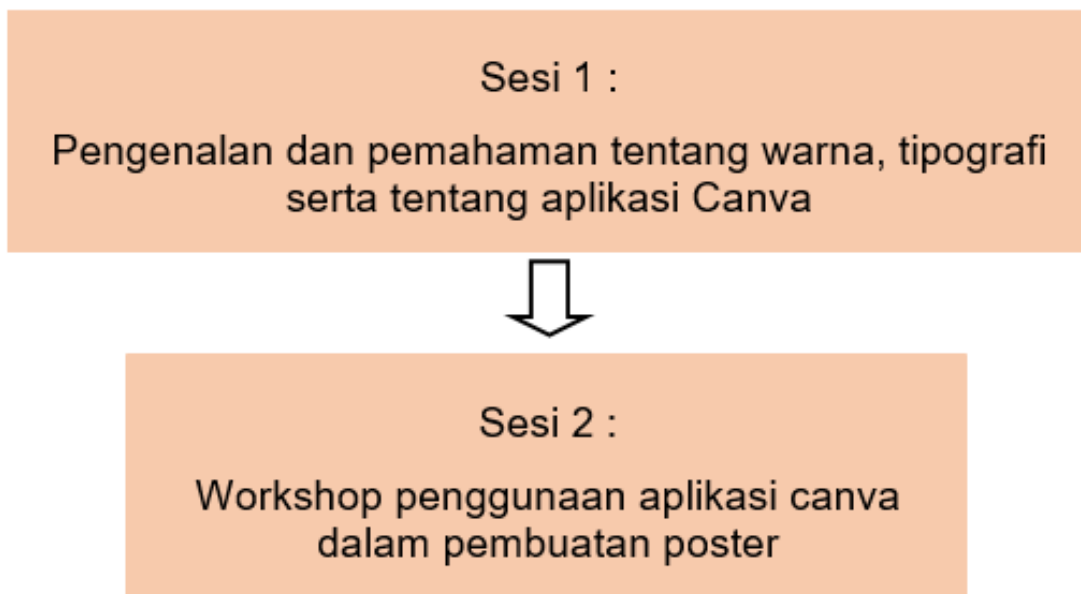 Sesi 1 :
Pengenalan dan pemahaman tentang warna, tipografi
serta tentang aplikasi Canva
Sesi 2 :
Workshop penggunaan aplikasi canva
dalam pembuatan poster